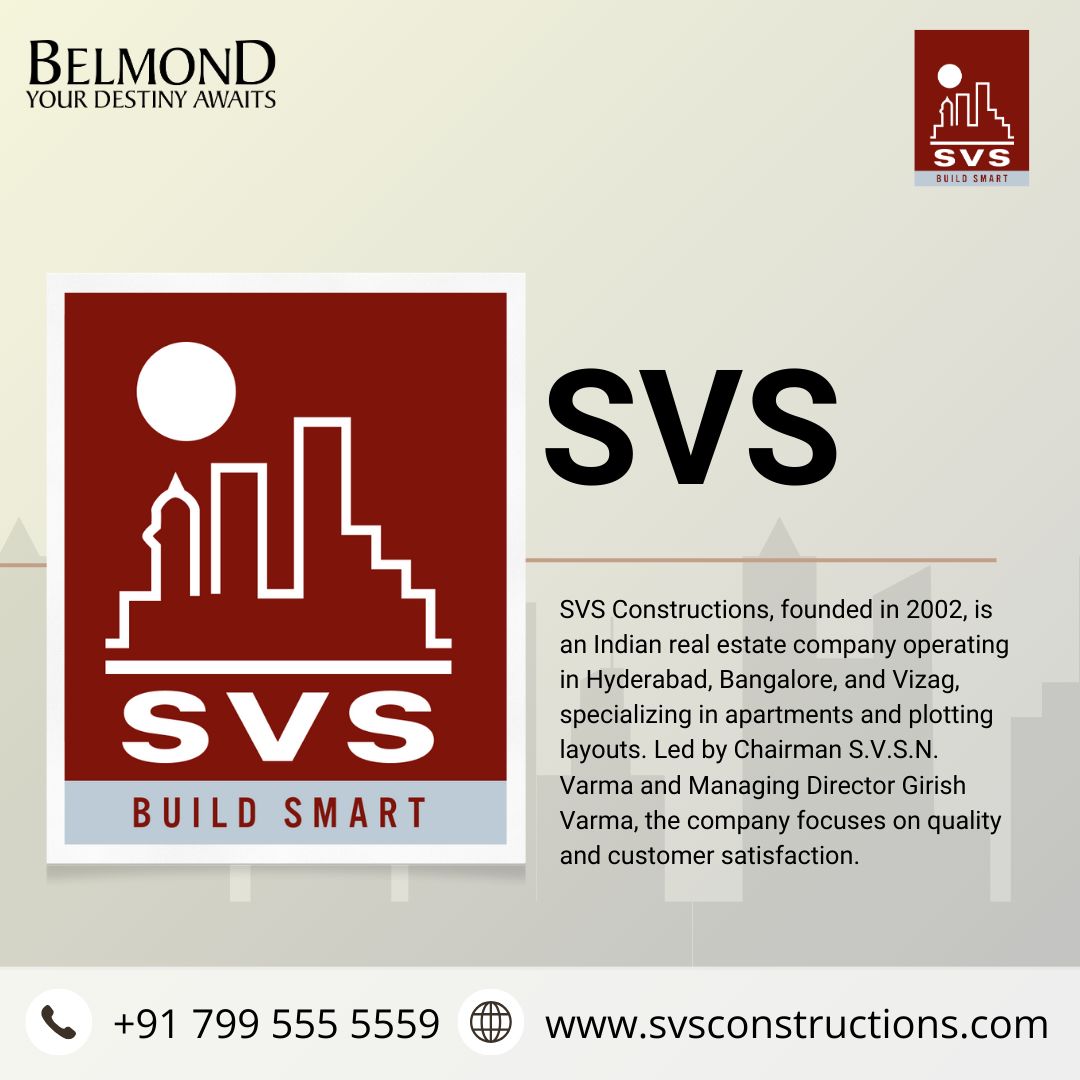 BELMOND
YOUR DESTINY AWAITS
SVS
BUILD SMART
SVS
BUILD SMART
SVS
SVS Constructions, founded in 2002, is
an Indian real estate company operating
in Hyderabad, Bangalore, and Vizag,
specializing in apartments and plotting
layouts. Led by Chairman S.V.S.N.
Varma and Managing Director Girish
Varma, the company focuses on quality
and customer satisfaction.
+91 799 555 5559
www.svsconstructions.com